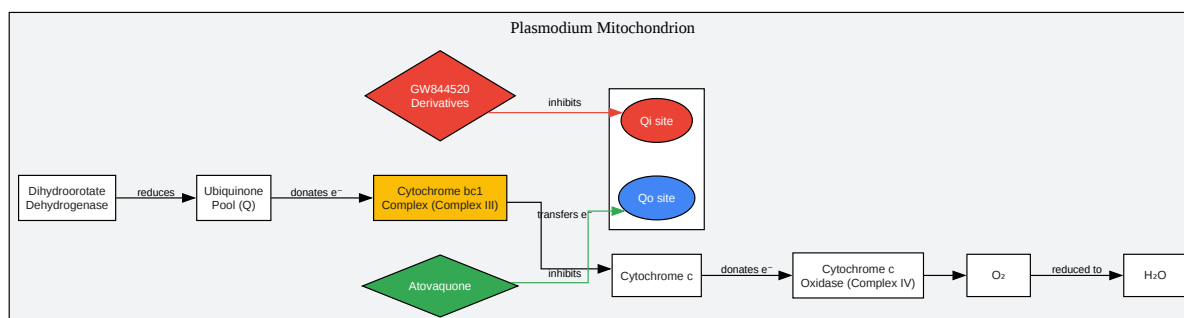 Plasmodium Mitochondrion
GW844520
Derivatives
inhibits
Qi site
Dihydroorotate
Dehydrogenase
reduces
Ubiquinone
Pool (Q)
donates e⁻
Cytochrome bc1
Complex (Complex III)
transfers e⁻
Qo site
Atovaquone
inhibits
Cytochrome c
donates e⁻
Cytochrome c
Oxidase (Complex IV)
O₂
reduced to
H₂O